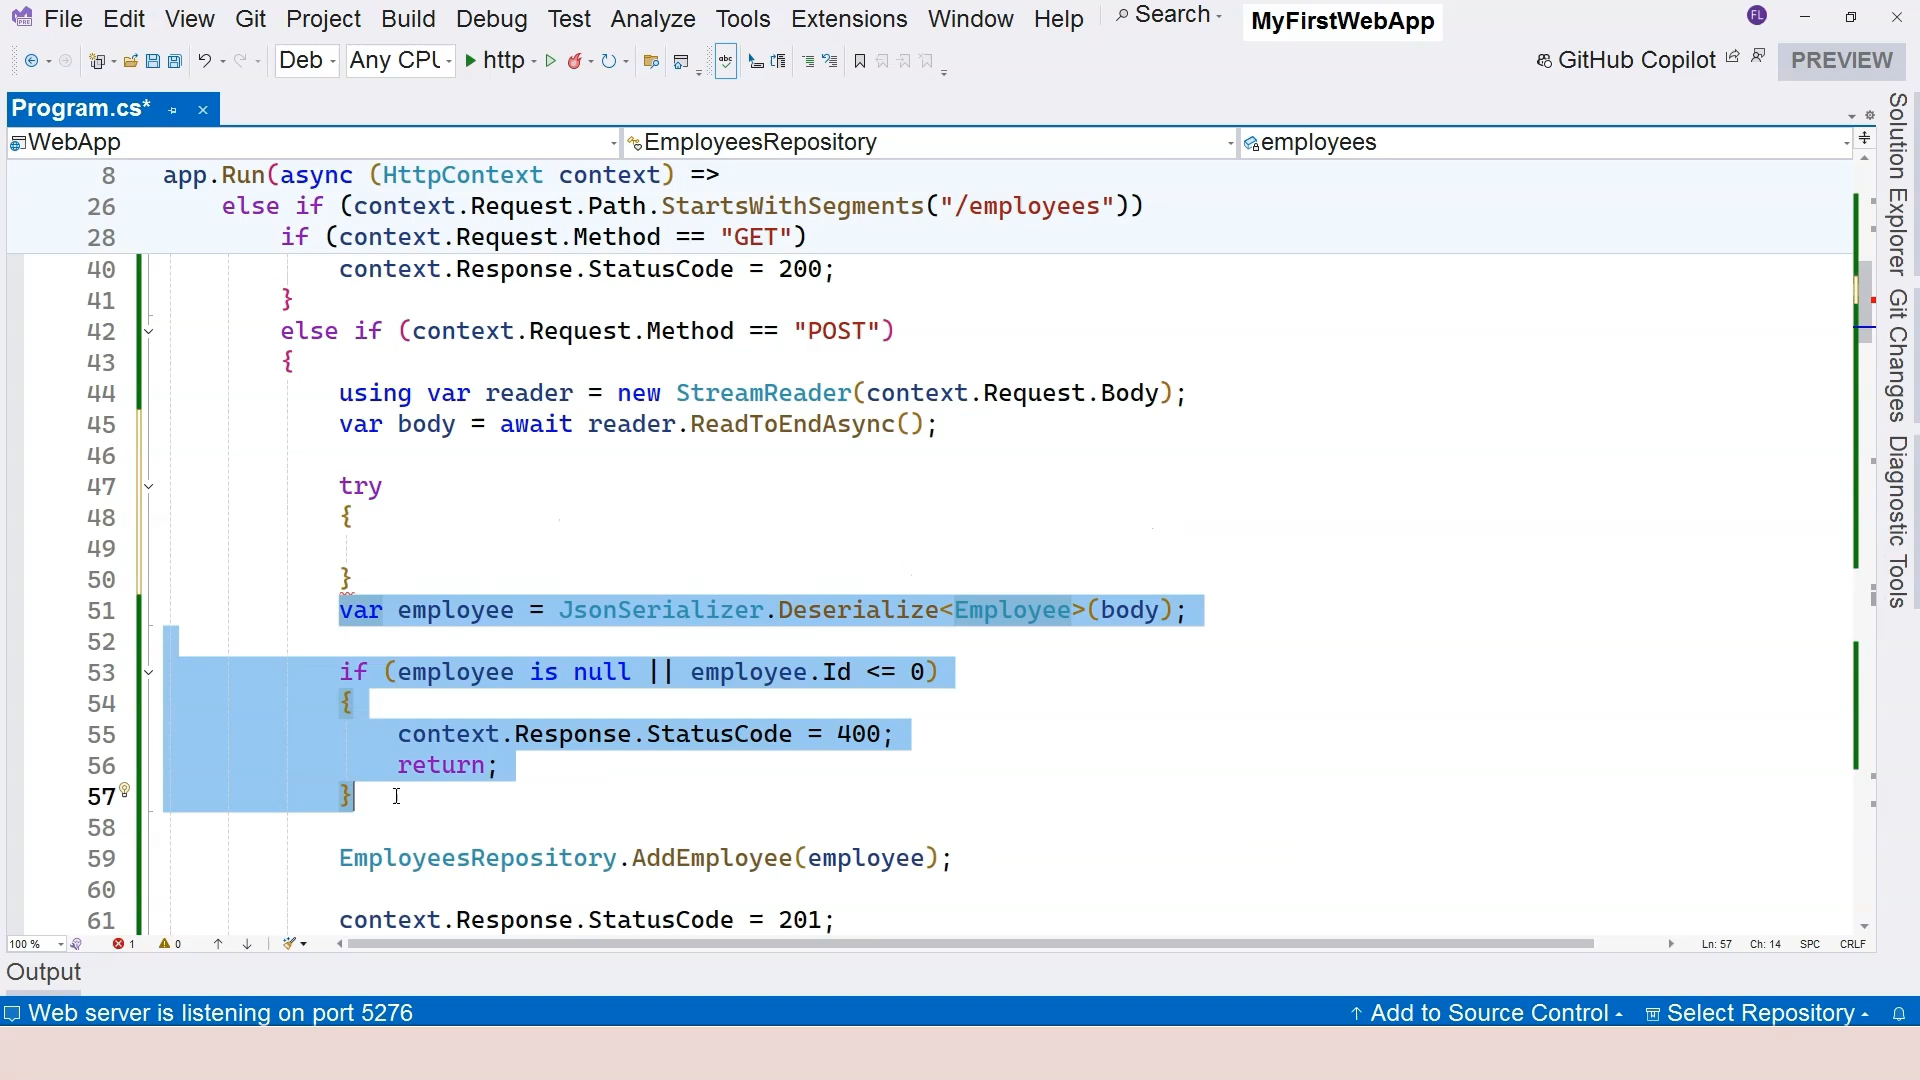 File Edit View Git Project Build Debug Test Analyze Tools Extensions Window Help Search MyFirstWebApp FL
Deb Any CPU http GitHub Copilot PREVIEW
Program.cs*
WebApp EmployeesRepository employees
8 app.Run(async (HttpContext context) =>
26 else if (context.Request.Path.StartsWithSegments("/employees"))
28 if (context.Request.Method == "GET")
40 context.Response.StatusCode = 200;
41 }
42 else if (context.Request.Method == "POST")
43 {
44 using var reader = new StreamReader(context.Request.Body);
45 var body = await reader.ReadToEndAsync();
46
47 try
48 {
49
50 }
51 var employee = JsonSerializer.Deserialize<Employee>(body);
52
53 if (employee is null || employee.Id <= 0)
54 {
55 context.Response.StatusCode = 400;
56 return;
57 }
58
59 EmployeesRepository.AddEmployee(employee);
60
61 context.Response.StatusCode = 201;
100 % 1 0 Ln: 57 Ch: 14 SPC CRLF
Solution Explorer
Git Changes
Diagnostic Tools
Output
Web server is listening on port 5276 Add to Source Control Select Repository